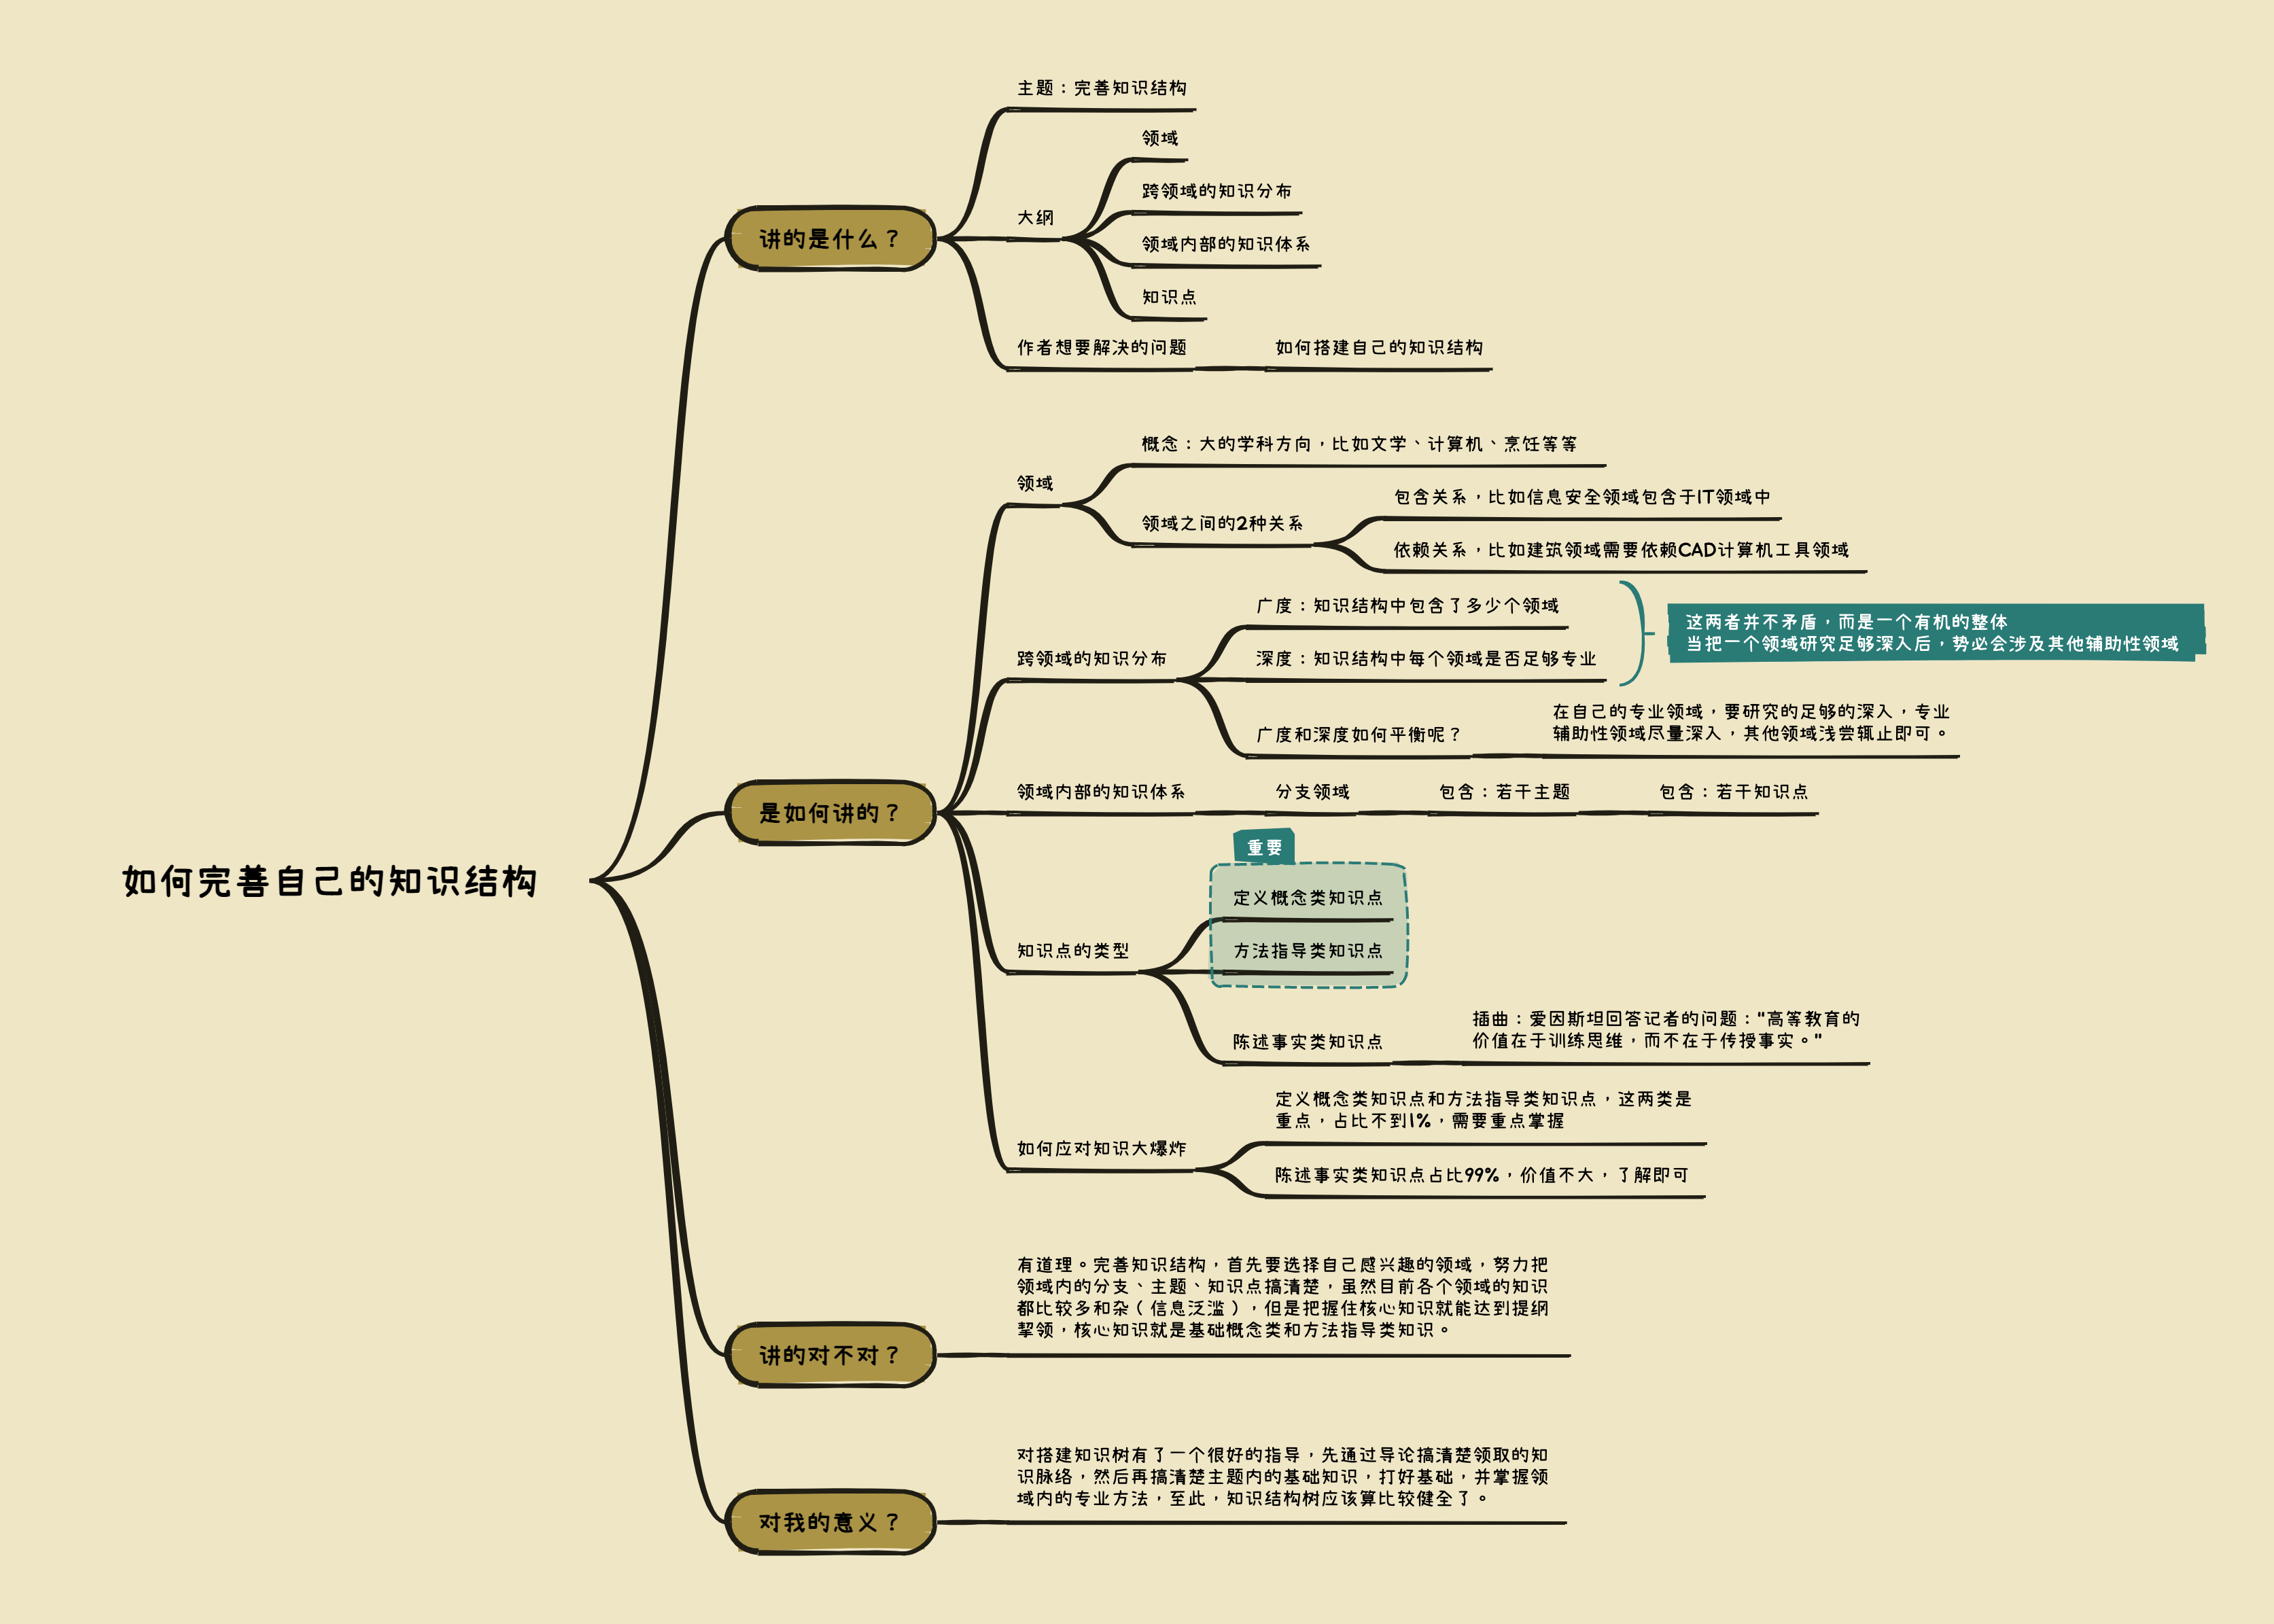 如何完善自己的知识结构
讲的是什么？
主题：完善知识结构
大纲
领域
跨领域的知识分布
领域内部的知识体系
知识点
作者想要解决的问题
如何搭建自己的知识结构
是如何讲的？
领域
概念：大的学科方向，比如文学、计算机、烹饪等等
领域之间的2种关系
包含关系，比如信息安全领域包含于IT领域中
依赖关系，比如建筑领域需要依赖CAD计算机工具领域
跨领域的知识分布
广度：知识结构中包含了多少个领域
深度：知识结构中每个领域是否足够专业
这两者并不矛盾，而是一个有机的整体
当把一个领域研究足够深入后，势必会涉及其他辅助性领域
广度和深度如何平衡呢？
在自己的专业领域，要研究的足够的深入，专业
辅助性领域尽量深入，其他领域浅尝辄止即可。
领域内部的知识体系
分支领域
包含：若干主题
包含：若干知识点
知识点的类型
重要
定义概念类知识点
方法指导类知识点
陈述事实类知识点
插曲：爱因斯坦回答记者的问题："高等教育的
价值在于训练思维，而不在于传授事实。"
如何应对知识大爆炸
定义概念类知识点和方法指导类知识点，这两类是
重点，占比不到1%，需要重点掌握
陈述事实类知识点占比99%，价值不大，了解即可
讲的对不对？
有道理。完善知识结构，首先要选择自己感兴趣的领域，努力把
领域内的分支、主题、知识点搞清楚，虽然目前各个领域的知识
都比较多和杂（信息泛滥），但是把握住核心知识就能达到提纲
挈领，核心知识就是基础概念类和方法指导类知识。
对我的意义？
对搭建知识树有了一个很好的指导，先通过导论搞清楚领取的知
识脉络，然后再搞清楚主题内的基础知识，打好基础，并掌握领
域内的专业方法，至此，知识结构树应该算比较健全了。